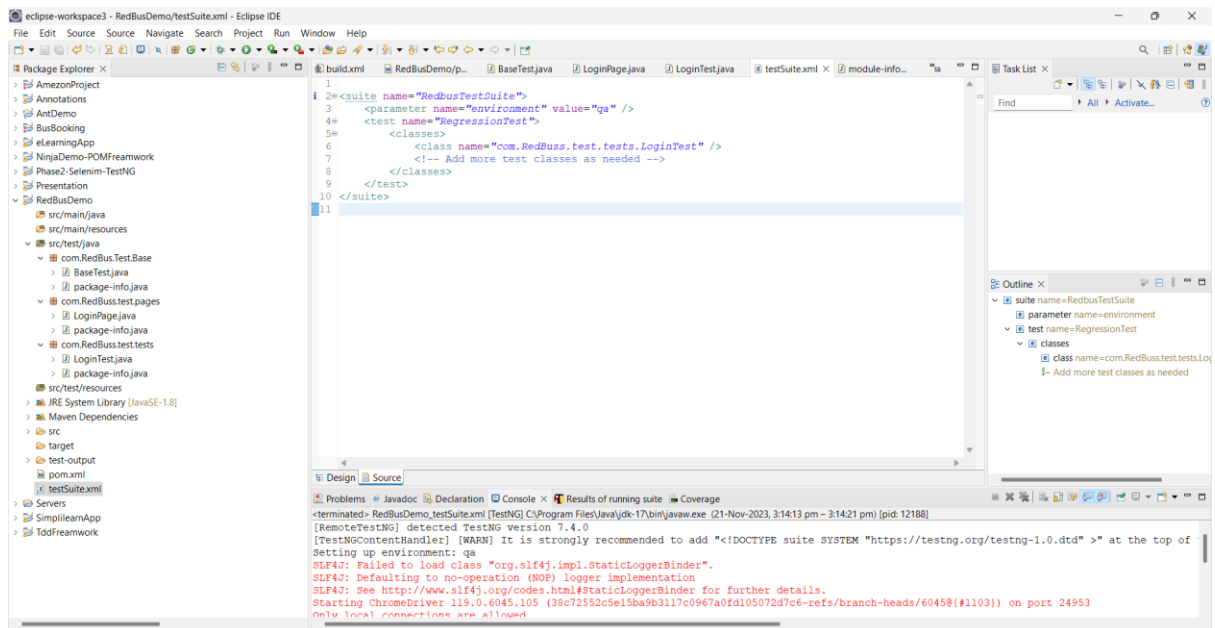 eclipse-workspace3 - RedBusDemo/testSuite.xml - Eclipse IDE
File Edit Source Source Navigate Search Project Run Window Help
Package Explorer
AmezonProject
Annotations
AntDemo
BusBooking
eLearningApp
NinjaDemo-POMFreamwork
Phase2-Selenim-TestNG
Presentation
RedBusDemo
src/main/java
src/main/resources
src/test/java
com.RedBus.Test.Base
BaseTest.java
package-info.java
com.RedBuss.test.pages
LoginPage.java
package-info.java
com.RedBuss.test.tests
LoginTest.java
package-info.java
src/test/resources
JRE System Library [JavaSE-1.8]
Maven Dependencies
src
target
test-output
pom.xml
testSuite.xml
Servers
SimplilearnApp
TddFreamwork
build.xml RedBusDemo/p... BaseTest.java LoginPage.java LoginTest.java testSuite.xml module-info...
1
2 <suite name="RedbusTestSuite">
3 <parameter name="environment" value="qa" />
4 <test name="RegressionTest">
5 <classes>
6 <class name="com.RedBuss.test.tests.LoginTest" />
7 <!-- Add more test classes as needed -->
8 </classes>
9 </test>
10 </suite>
11
Design Source
Problems Javadoc Declaration Console Results of running suite Coverage
<terminated> RedBusDemo_testSuite.xml [TestNG] C:\Program Files\Java\jdk-17\bin\javaw.exe (21-Nov-2023, 3:14:13 pm – 3:14:21 pm) [pid: 12188]
[RemoteTestNG] detected TestNG version 7.4.0
[TestNGContentHandler] [WARN] It is strongly recommended to add "<!DOCTYPE suite SYSTEM "https://testng.org/testng-1.0.dtd" >" at the top of
Setting up environment: qa
SLF4J: Failed to load class "org.slf4j.impl.StaticLoggerBinder".
SLF4J: Defaulting to no-operation (NOP) logger implementation
SLF4J: See http://www.slf4j.org/codes.html#StaticLoggerBinder for further details.
Starting ChromeDriver 119.0.6045.105 (38c72552c5e15ba9b3117c0967a0fd105072d7c6-refs/branch-heads/6045@{#1103}) on port 24953
Only local connections are allowed
Task List
Find All Activate...
Outline
suite name=RedbusTestSuite
parameter name=environment
test name=RegressionTest
classes
class name=com.RedBuss.test.tests.Log
Add more test classes as needed